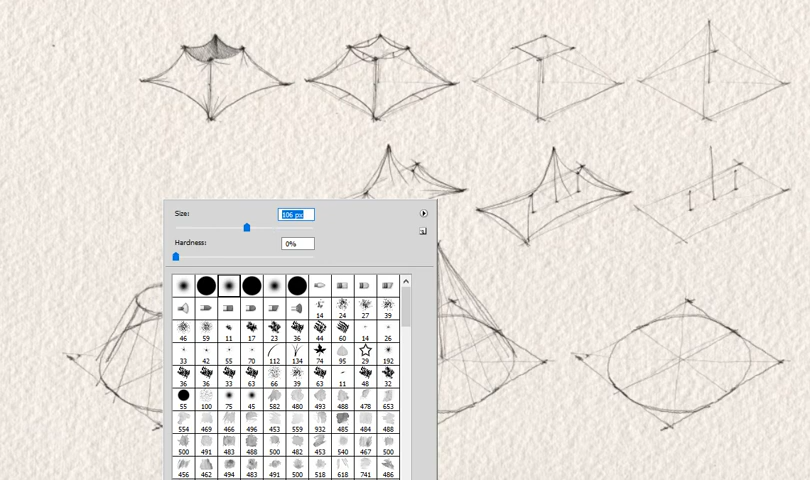 Size:
106 px
Hardness:
0%
14 24 27 39
46 59 11 17 23 36 44 60 14 26
33 42 55 70 112 134 74 95 29 192
36 36 33 63 66 39 63 11 48 32
55 100 75 45 582 480 493 488 478 653
554 469 466 496 453 559 932 485 484 488
500 491 483 488 500 482 453 540 467 500
456 462 494 483 491 500 518 618 741 486